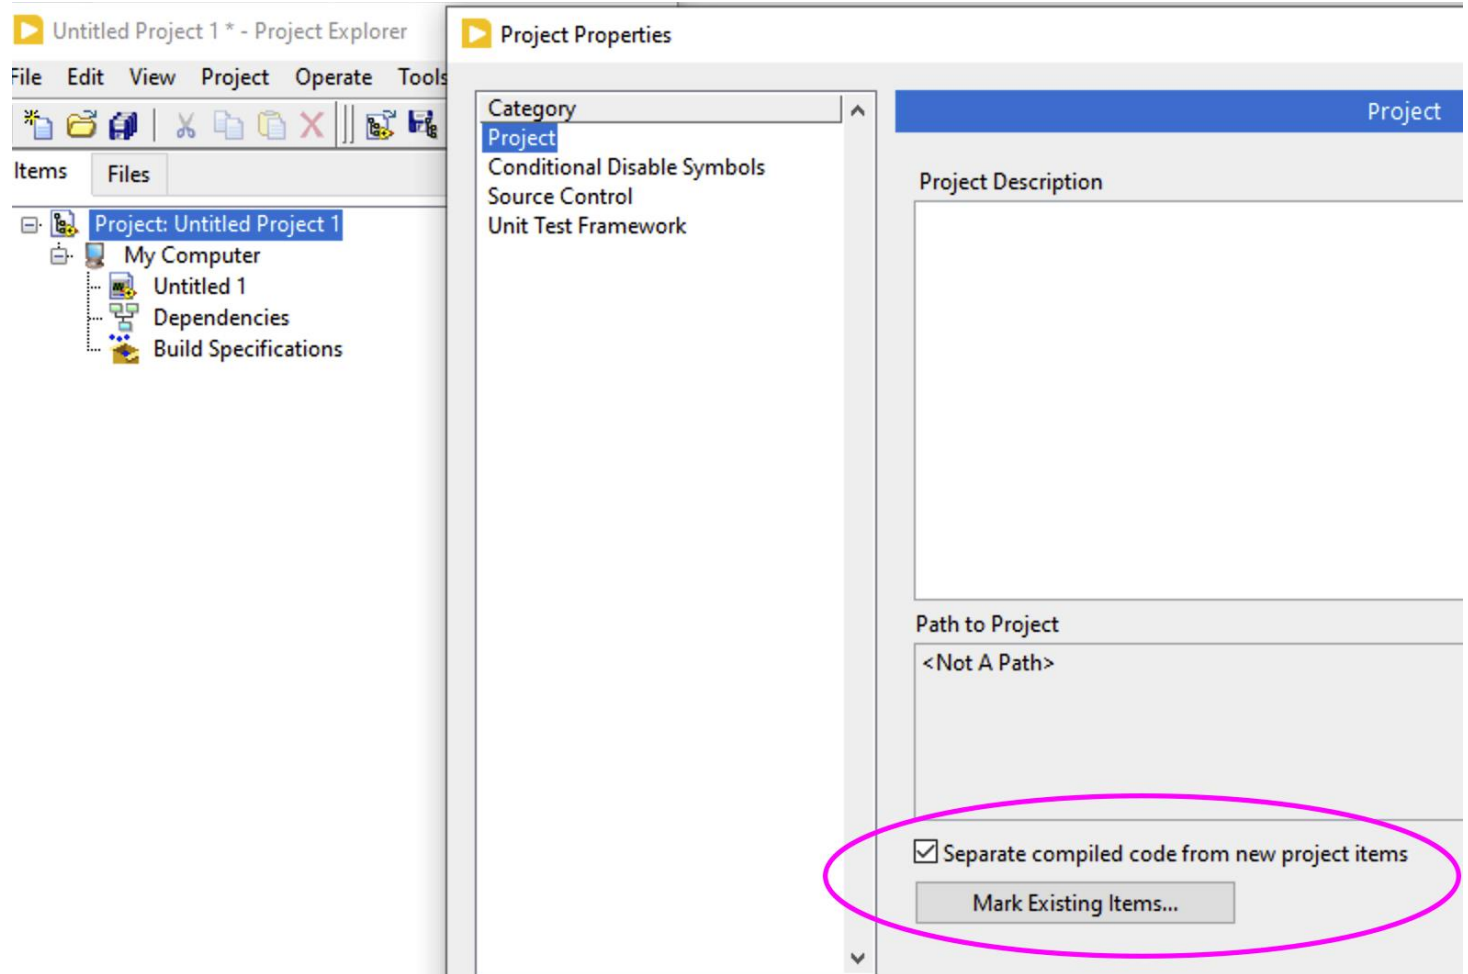 Untitled Project 1 * - Project Explorer
File Edit View Project Operate Tools
Items Files
Project: Untitled Project 1
My Computer
Untitled 1
Dependencies
Build Specifications
Project Properties
Category
Project
Conditional Disable Symbols
Source Control
Unit Test Framework
Project
Project Description
Path to Project
<Not A Path>
Separate compiled code from new project items
Mark Existing Items...